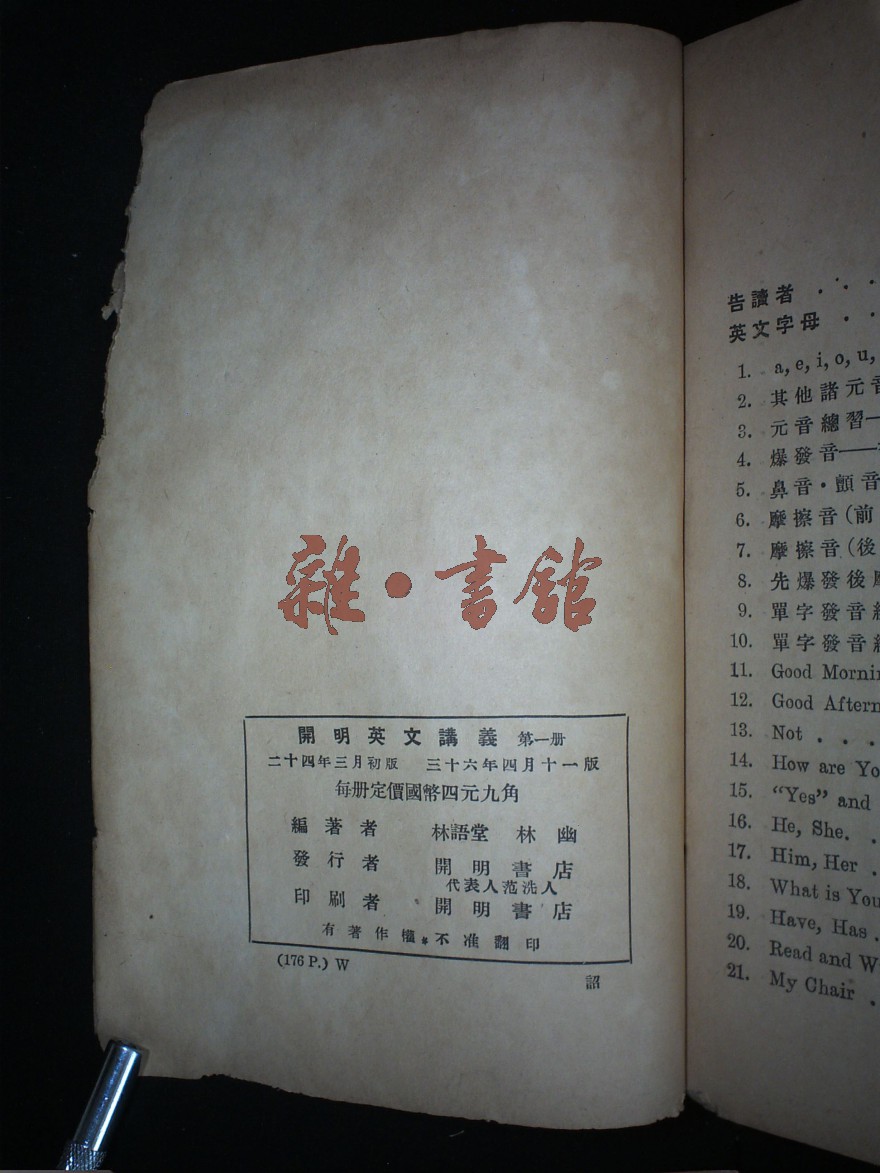 雜·書館
開明英文講義 第一册
二十四年三月初版 三十六年四月十一版
每册定價國幣四元九角
編著者 林語堂 林幽
發行者 開明書店
代表人范洗人
印刷者 開明書店
有著作權*不准翻印
(176 P.) W
詔
告讀者 . . .
英文字母 . .
1. a, e, i, o, u,
2. 其他諸元音
3. 元音總習—
4. 爆發音——
5. 鼻音·顫音
6. 摩擦音(前
7. 摩擦音(後
8. 先爆發後
9. 單字發音
10. 單字發音
11. Good Mornin
12. Good Aftern
13. Not . . .
14. How are Yo
15. "Yes" and
16. He, She. .
17. Him, Her .
18. What is You
19. Have, Has .
20. Read and W
21. My Chair .